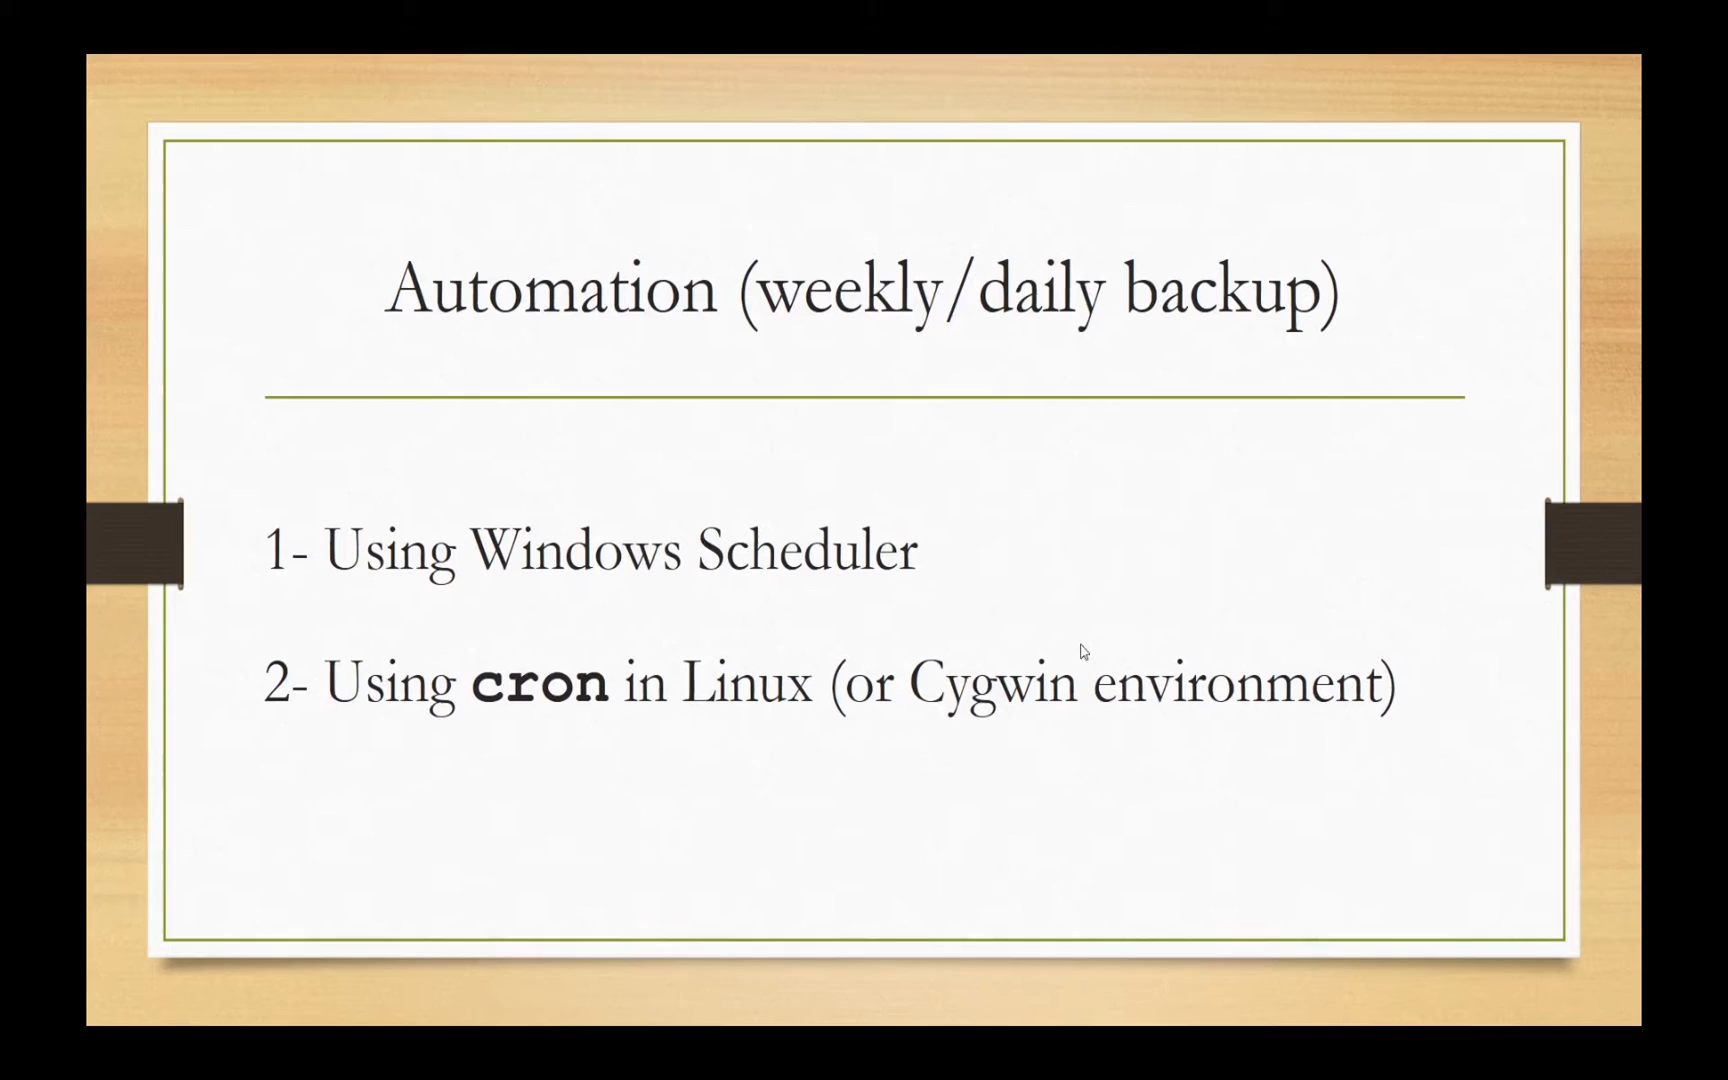 Automation (weekly/daily backup)
1- Using Windows Scheduler
2- Using cron in Linux (or Cygwin environment)